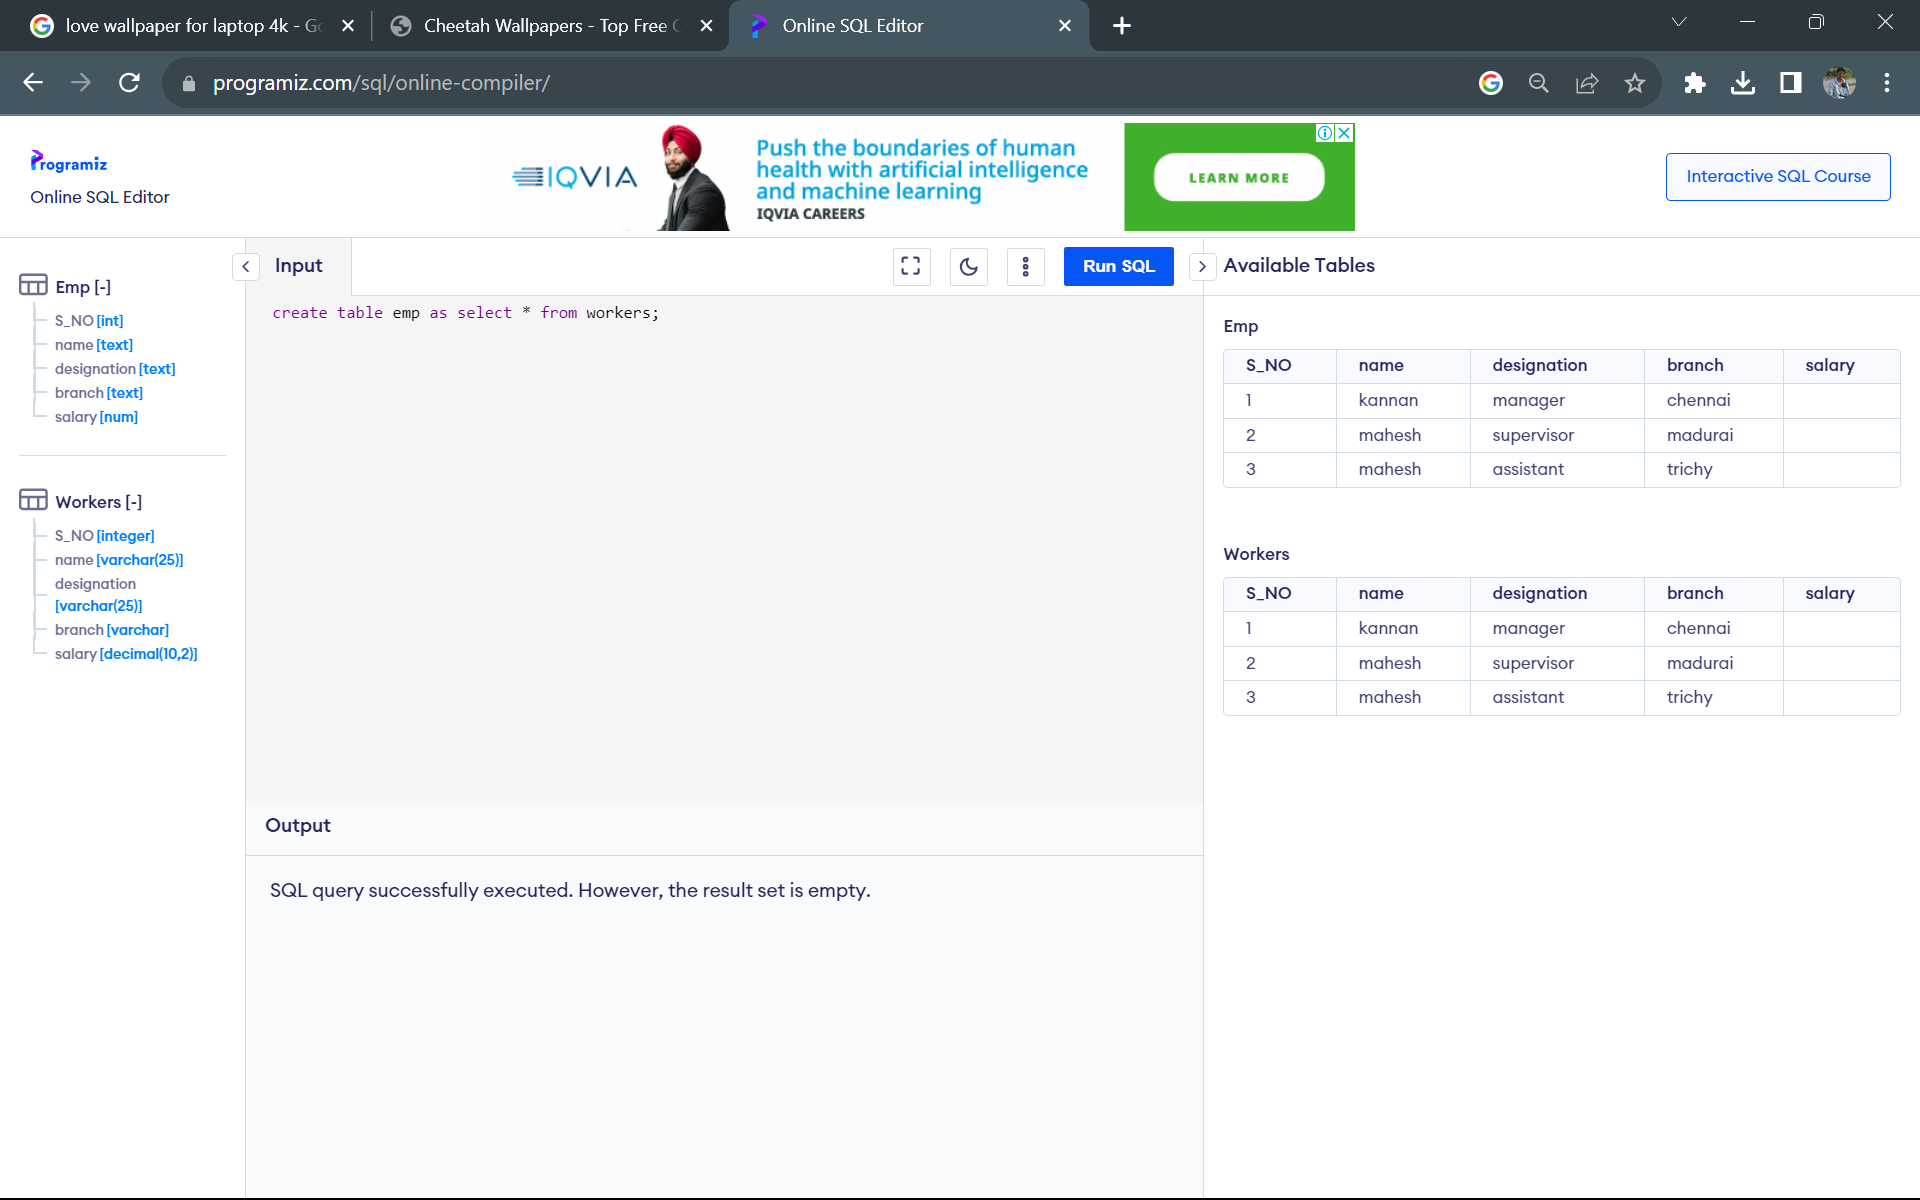 love wallpaper for laptop 4k - Go
Cheetah Wallpapers - Top Free C
Online SQL Editor
programiz.com/sql/online-compiler/
Programiz
Online SQL Editor
IQVIA
Push the boundaries of human
health with artificial intelligence
and machine learning
IQVIA CAREERS
LEARN MORE
Interactive SQL Course
Emp [-]
S_NO [int]
name [text]
designation [text]
branch [text]
salary [num]
Workers [-]
S_NO [integer]
name [varchar(25)]
designation
[varchar(25)]
branch [varchar]
salary [decimal(10,2)]
Input
Run SQL
create table emp as select * from workers;
Output
SQL query successfully executed. However, the result set is empty.
Available Tables
Emp
S_NO name designation branch salary
1 kannan manager chennai
2 mahesh supervisor madurai
3 mahesh assistant trichy
Workers
S_NO name designation branch salary
1 kannan manager chennai
2 mahesh supervisor madurai
3 mahesh assistant trichy